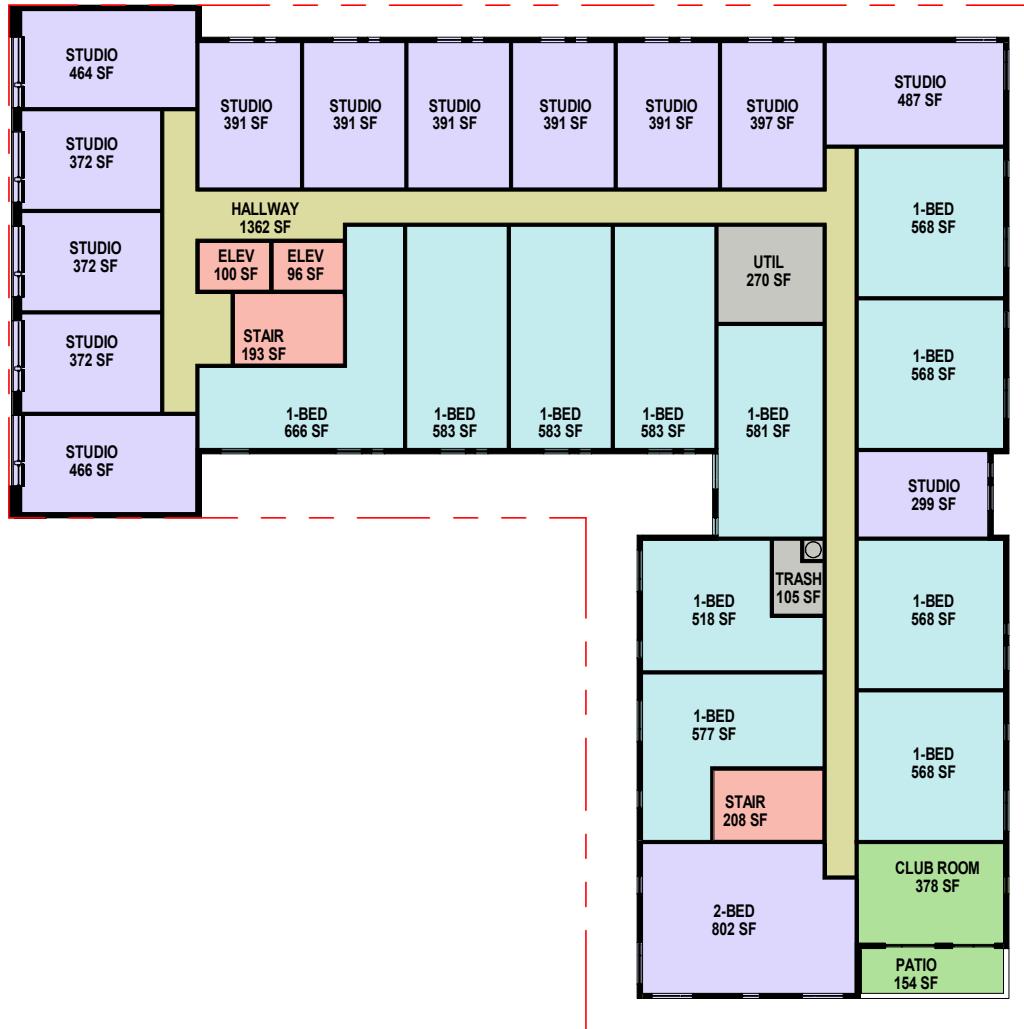 STUDIO
464 SF
STUDIO
391 SF
STUDIO
391 SF
STUDIO
391 SF
STUDIO
391 SF
STUDIO
391 SF
STUDIO
397 SF
STUDIO
487 SF
STUDIO
372 SF
HALLWAY
1362 SF
1-BED
568 SF
STUDIO
372 SF
ELEV
100 SF
ELEV
96 SF
UTIL
270 SF
STUDIO
372 SF
STAIR
193 SF
1-BED
568 SF
1-BED
666 SF
1-BED
583 SF
1-BED
583 SF
1-BED
583 SF
1-BED
581 SF
STUDIO
466 SF
STUDIO
299 SF
1-BED
518 SF
TRASH
105 SF
1-BED
568 SF
1-BED
577 SF
1-BED
568 SF
STAIR
208 SF
CLUB ROOM
378 SF
2-BED
802 SF
PATIO
154 SF